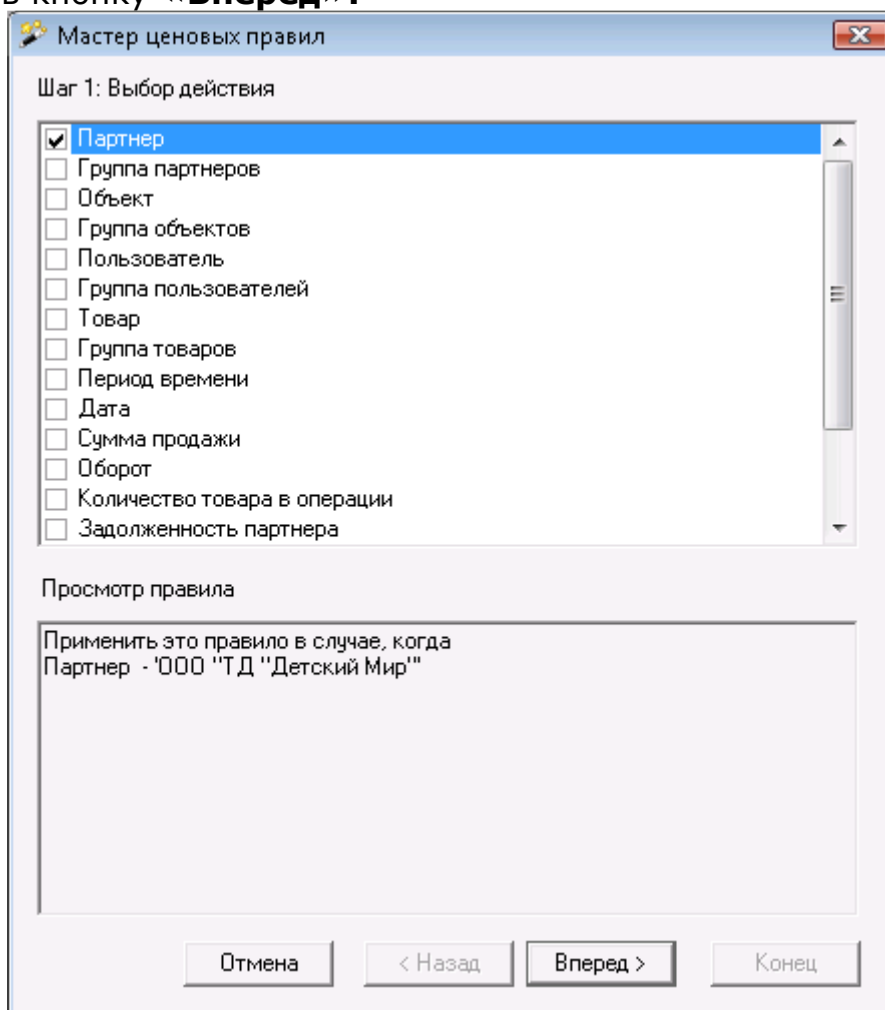 в кнопку «Вперед».
Мастер ценовых правил
Шаг 1: Выбор действия
Партнер
Группа партнеров
Объект
Группа объектов
Пользователь
Группа пользователей
Товар
Группа товаров
Период времени
Дата
Сумма продажи
Оборот
Количество товара в операции
Задолженность партнера
Просмотр правила
Применить это правило в случае, когда
Партнер - 'ООО "ТД "Детский Мир'"
Отмена
< Назад
Вперед >
Конец